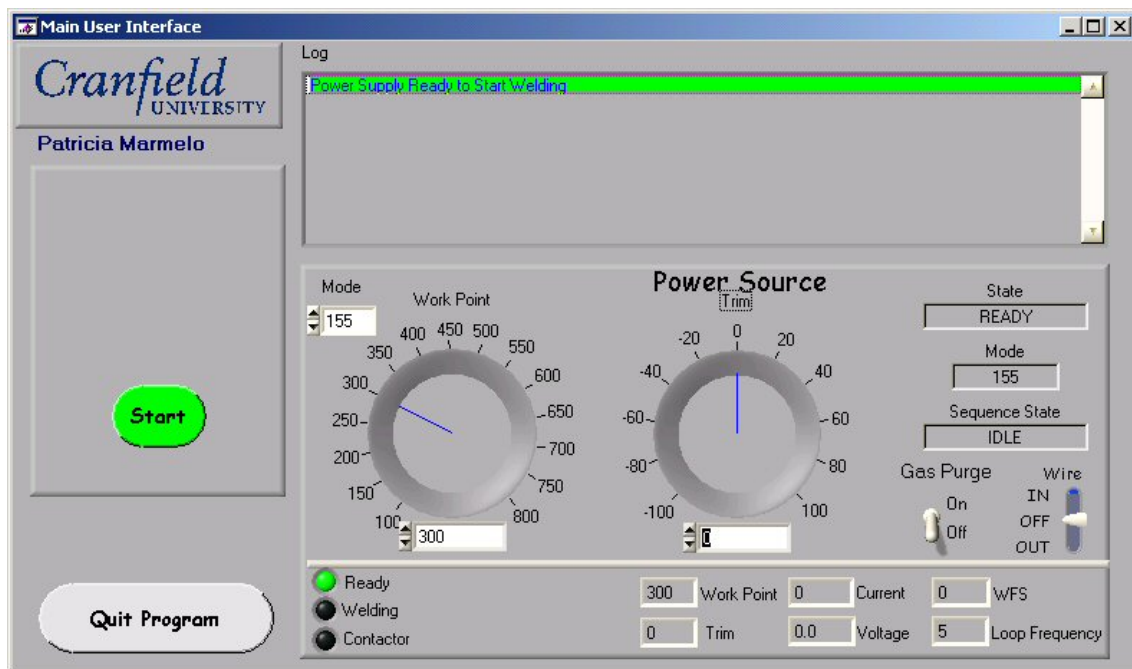 Main User Interface
Cranfield
UNIVERSITY
Patricia Marmelo
Log
Power Supply Ready to Start Welding
Start
Quit Program
Power Source
Mode
155
Work Point
100
150
200
250
300
350
400
450
500
550
600
650
700
750
800
300
Trim
-100
-80
-60
-40
-20
0
20
40
60
80
100
0
State
READY
Mode
155
Sequence State
IDLE
Gas Purge
On
Off
Wire
IN
OFF
OUT
Ready
Welding
Contactor
300 Work Point 0 Current 0 WFS
0 Trim 0.0 Voltage 5 Loop Frequency